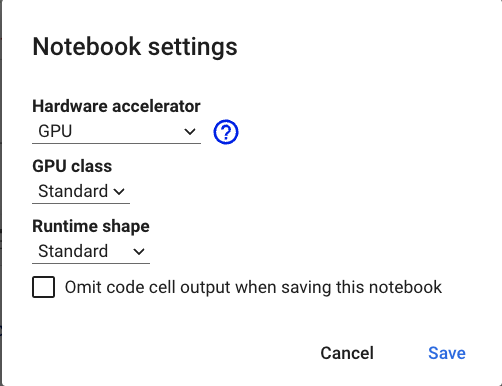 Notebook settings
Hardware accelerator
GPU
?
GPU class
Standard
Runtime shape
Standard
Omit code cell output when saving this notebook
Cancel Save